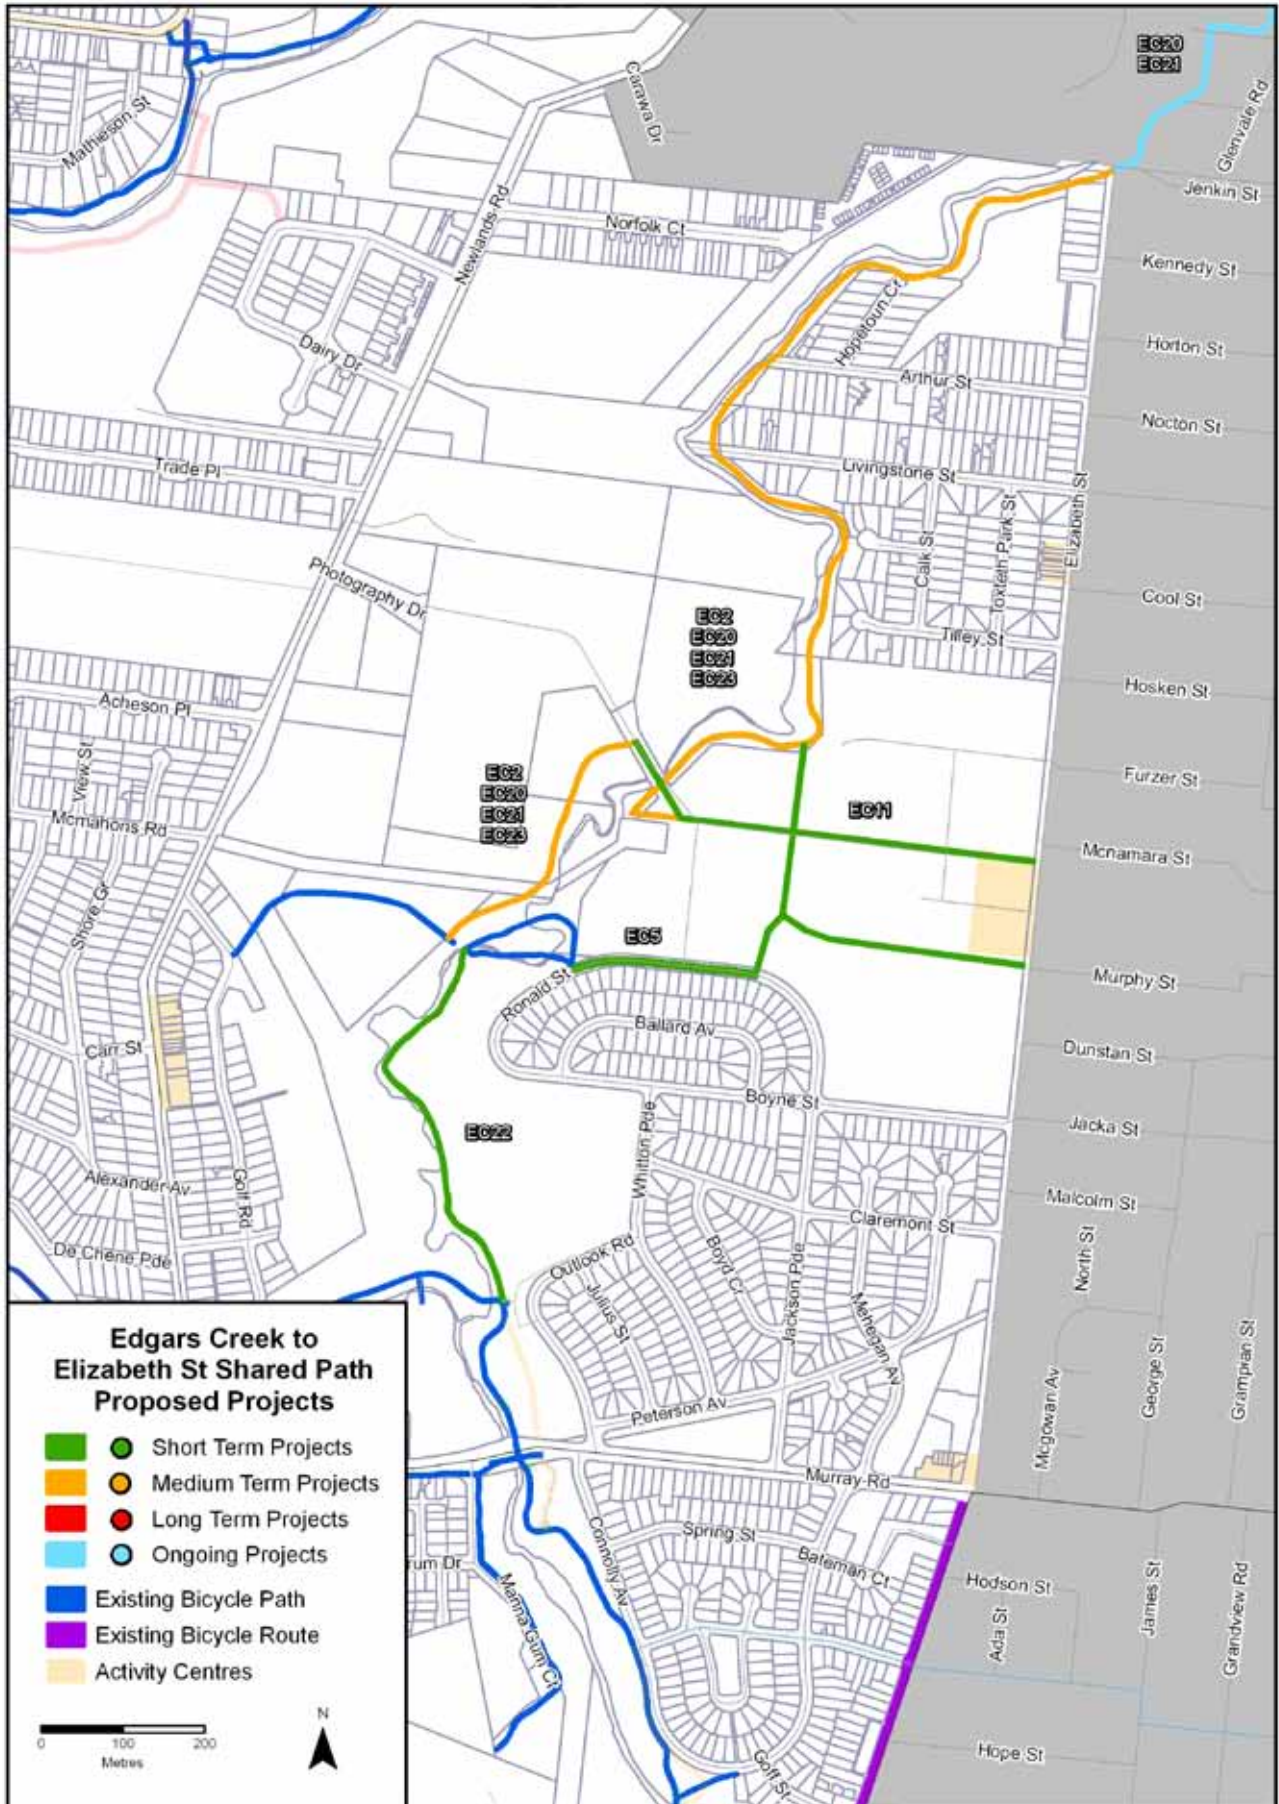 EC20
EC21
Carawa Dr
Glenvale Rd
Mathieson St
Jenkin St
Newlands Rd
Norfolk Ct
Kennedy St
Hopetoun Cr
Horton St
Dairy Dr
Arthur St
Nocton St
Trade Pl
Livingstone St
Elizabeth St
Calk St
Toxteth Park St
Photography Dr
Cool St
EC2
EC20
EC21
EC23
Tilley St
Hosken St
Acheson Pl
View St
EC2
EC20
EC21
EC23
Furzer St
Mcmahons Rd
EC11
Mcnamara St
Shore Gr
EC5
Ronald St
Murphy St
Ballard Av
Carr St
Dunstan St
Boyne St
EC22
Jacka St
Whitton Pde
Alexander Av
Golf Rd
Malcolm St
Claremont St
De Chene Pde
Outlook Rd
Boyd Cr
North St
Julius St
Jackson Pde
Mehegan Av
Edgars Creek to
Elizabeth St Shared Path
Proposed Projects
Short Term Projects
Medium Term Projects
Long Term Projects
Ongoing Projects
Existing Bicycle Path
Existing Bicycle Route
Activity Centres
N
0 100 200
Metres
George St
Grampian St
Mcgowan Av
Peterson Av
Murray Rd
Spring St
Connolly Av
Bateman Ct
rum Dr
Manna Gum Ct
Hodson St
Ada St
James St
Grandview Rd
Hope St
Goff St